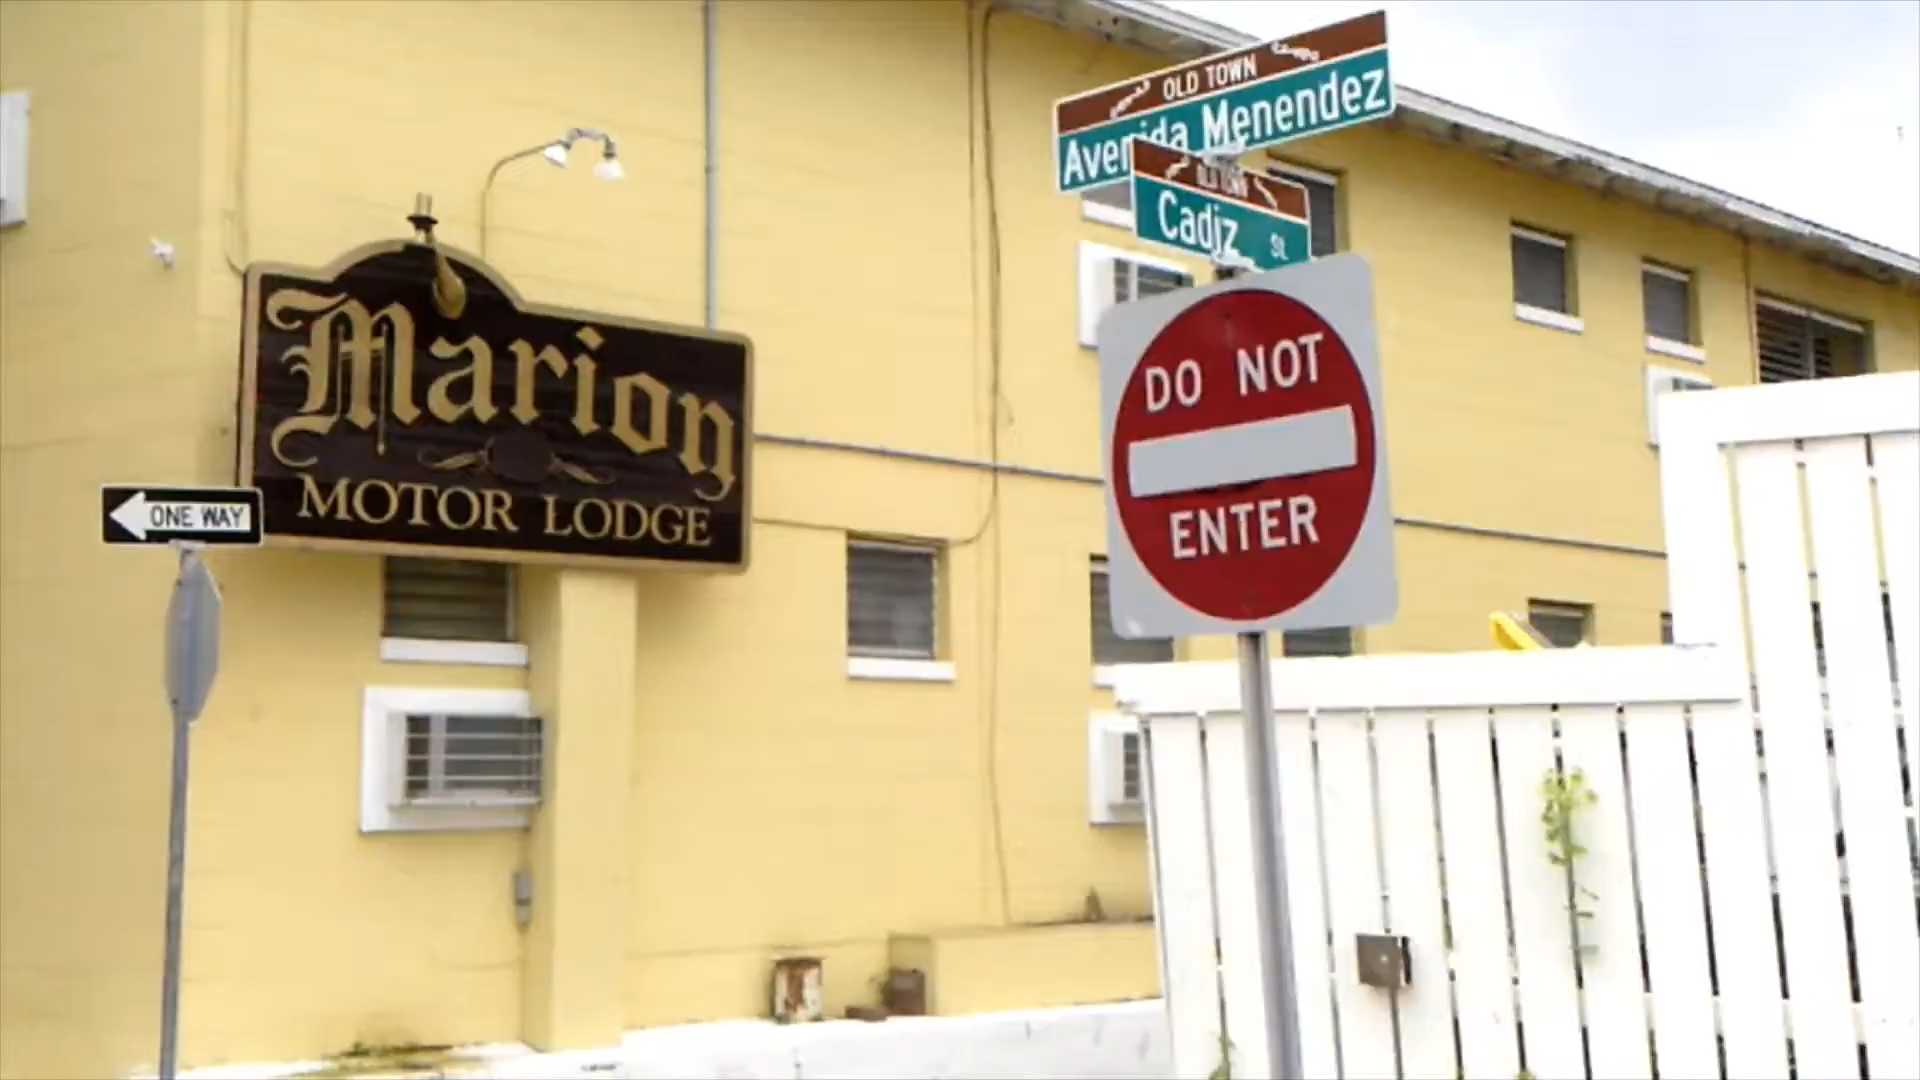 OLD TOWN
Avenida Menendez
OLD TOWN
Cadiz St
Marion
MOTOR LODGE
ONE WAY
DO NOT
ENTER